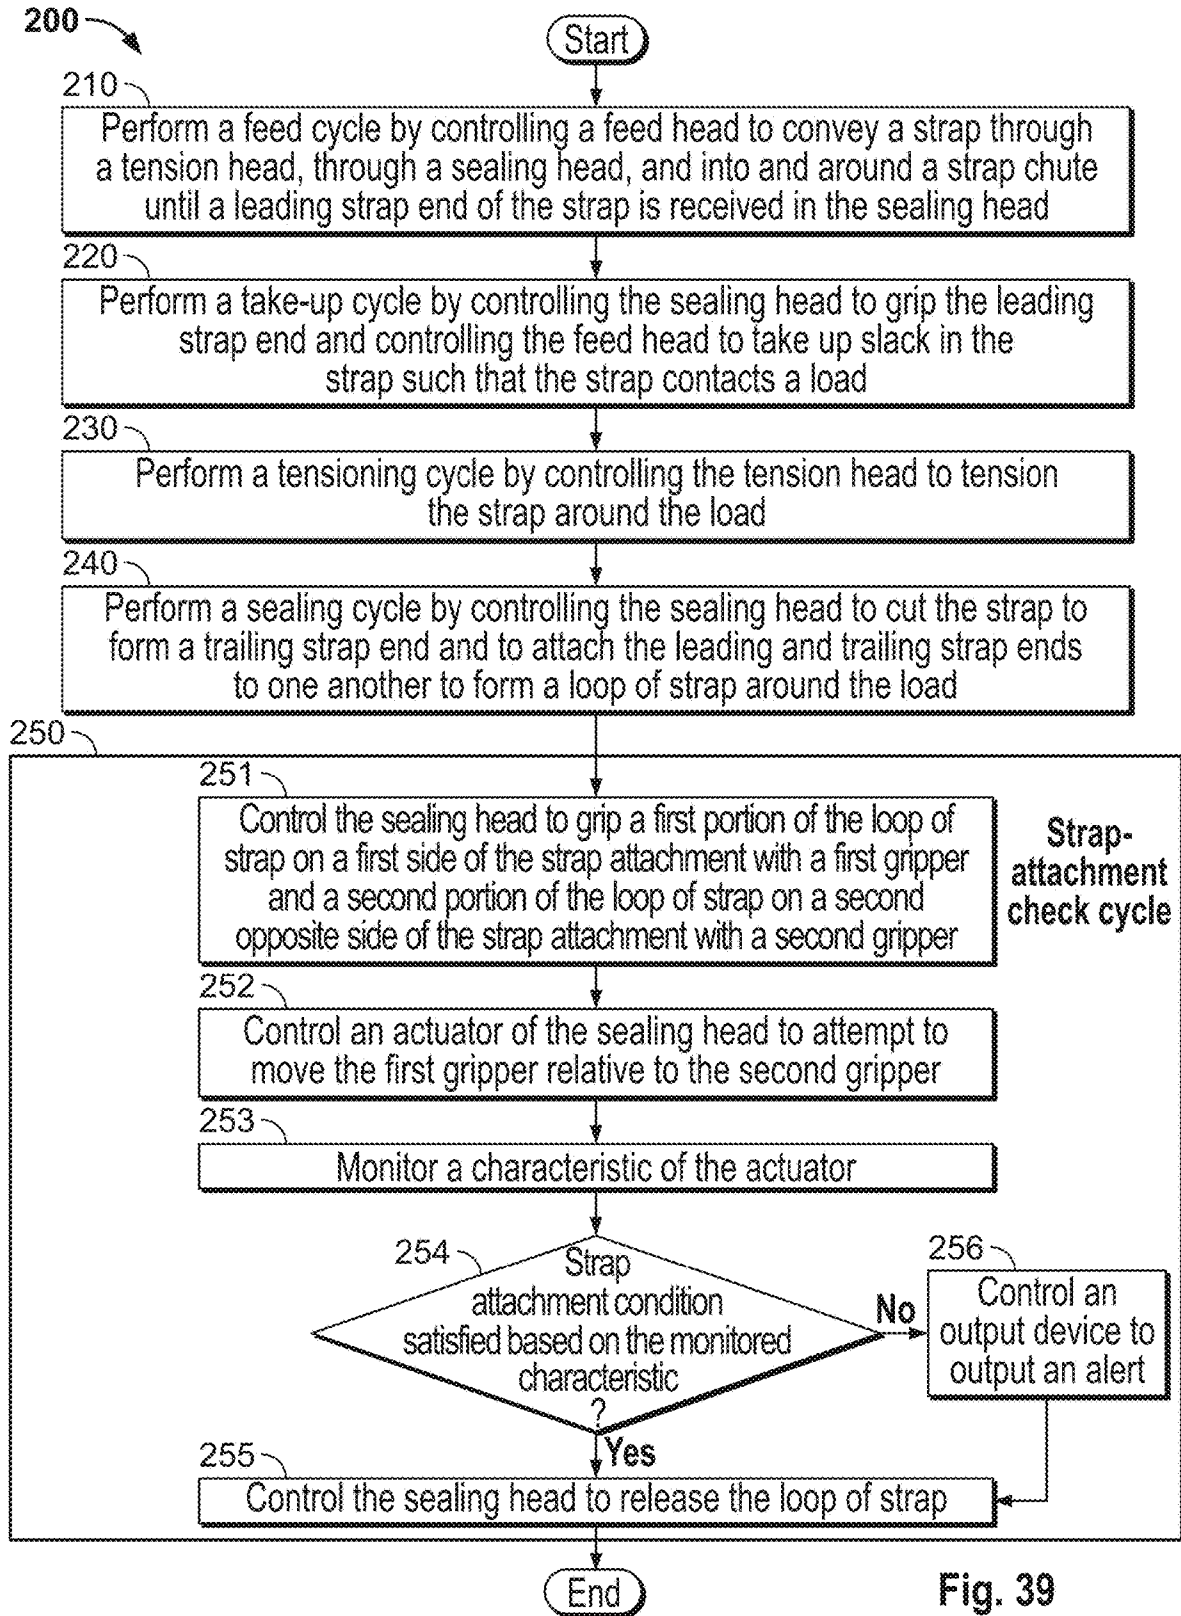 200
Start
210
Perform a feed cycle by controlling a feed head to convey a strap through
a tension head, through a sealing head, and into and around a strap chute
until a leading strap end of the strap is received in the sealing head
220
Perform a take-up cycle by controlling the sealing head to grip the leading
strap end and controlling the feed head to take up slack in the
strap such that the strap contacts a load
230
Perform a tensioning cycle by controlling the tension head to tension
the strap around the load
240
Perform a sealing cycle by controlling the sealing head to cut the strap to
form a trailing strap end and to attach the leading and trailing strap ends
to one another to form a loop of strap around the load
250
251
Control the sealing head to grip a first portion of the loop of
strap on a first side of the strap attachment with a first gripper
and a second portion of the loop of strap on a second
opposite side of the strap attachment with a second gripper
Strap-
attachment
check cycle
252
Control an actuator of the sealing head to attempt to
move the first gripper relative to the second gripper
253
Monitor a characteristic of the actuator
254
Strap
attachment condition
satisfied based on the monitored
characteristic
?
No
256
Control an
output device to
output an alert
Yes
255
Control the sealing head to release the loop of strap
End
Fig. 39